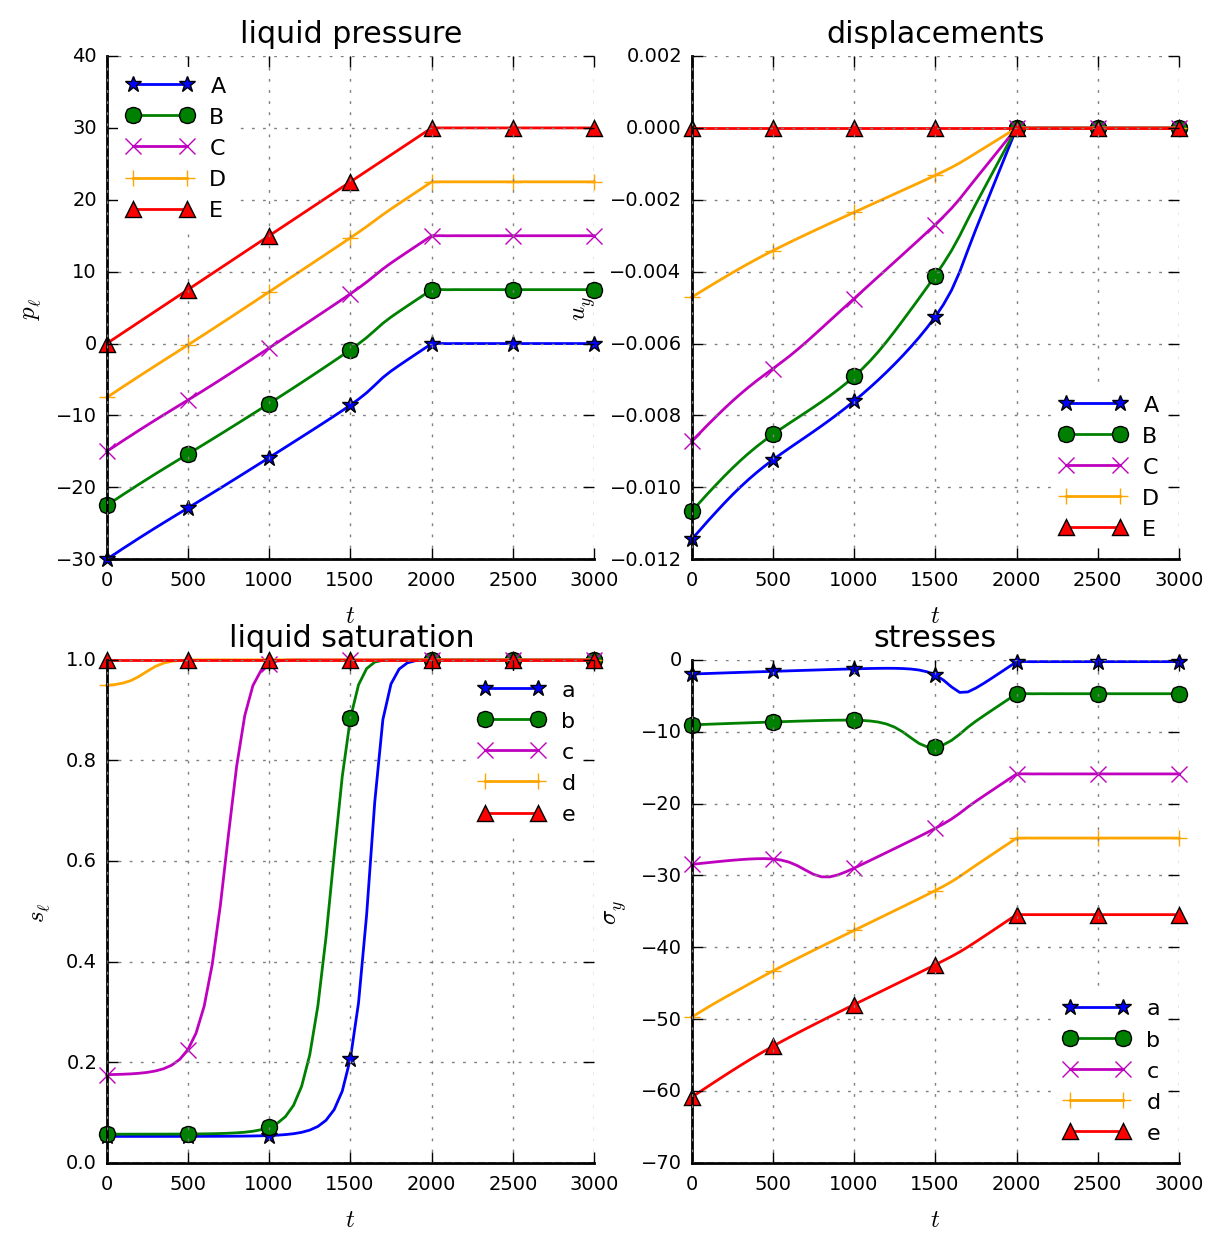 liquid pressure
40
30
20
10
0
−10
−20
−30
0 500 1000 1500 2000 2500 3000
pℓ
t
A
B
C
D
E
displacements
0.002
0.000
−0.002
−0.004
−0.006
−0.008
−0.010
−0.012
0 500 1000 1500 2000 2500 3000
uy
t
A
B
C
D
E
liquid saturation
1.0
0.8
0.6
0.4
0.2
0.0
0 500 1000 1500 2000 2500 3000
sℓ
t
a
b
c
d
e
stresses
0
−10
−20
−30
−40
−50
−60
−70
0 500 1000 1500 2000 2500 3000
σy
t
a
b
c
d
e